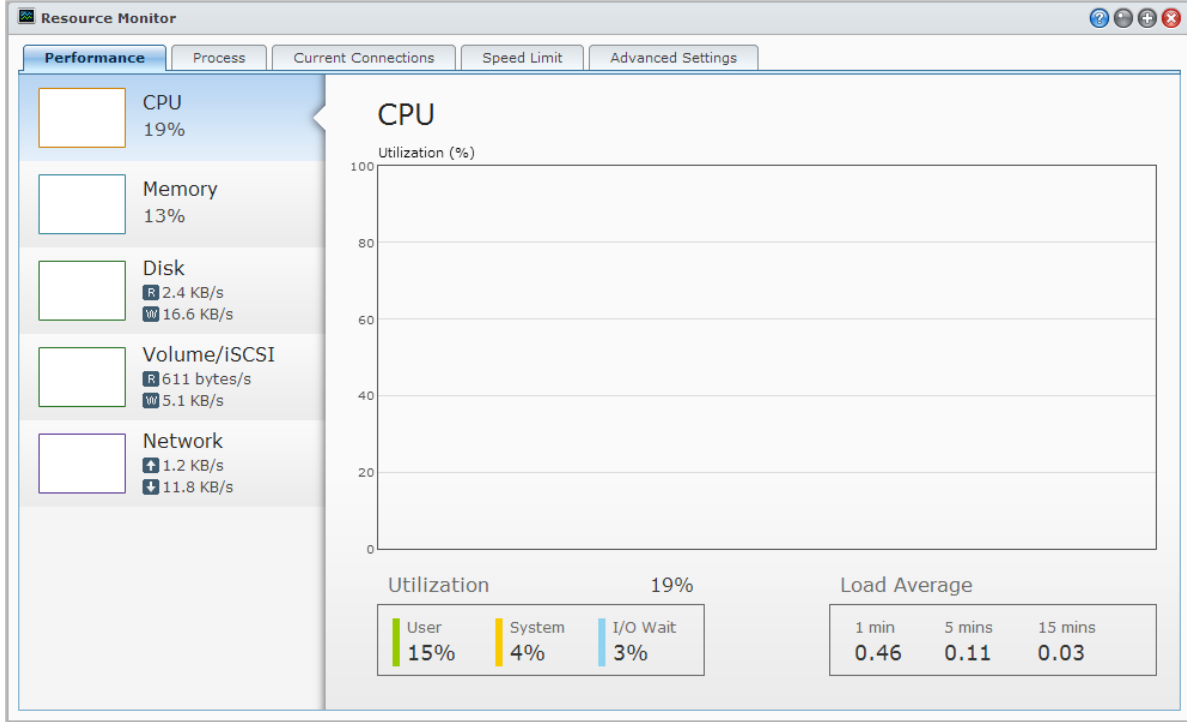 Resource Monitor
Performance Process Current Connections Speed Limit Advanced Settings
CPU
19%
Memory
13%
Disk
R 2.4 KB/s
W 16.6 KB/s
Volume/iSCSI
R 611 bytes/s
W 5.1 KB/s
Network
1.2 KB/s
11.8 KB/s
CPU
Utilization (%)
100
80
60
40
20
0
Utilization 19%
User System I/O Wait
15% 4% 3%
Load Average
1 min 5 mins 15 mins
0.46 0.11 0.03